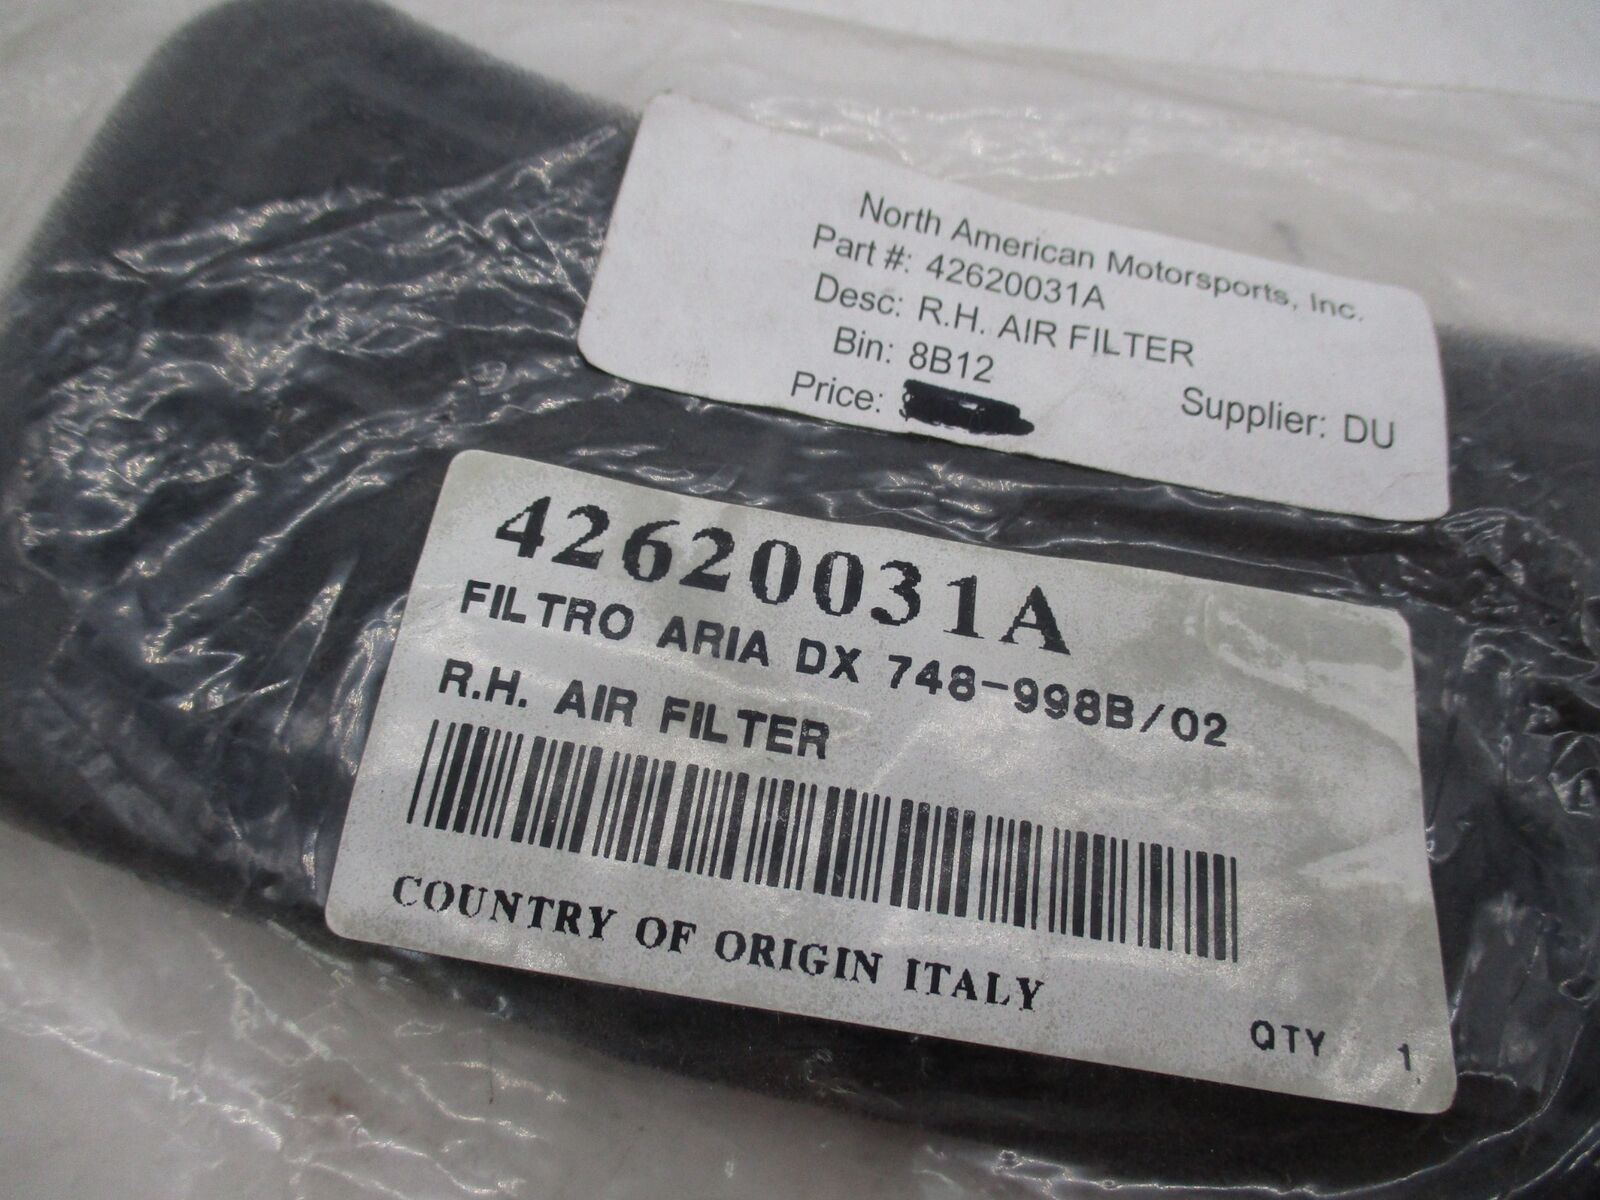 North American Motorsports, Inc.
Part #: 42620031A
Desc: R.H. AIR FILTER
Bin: 8B12
Price: Supplier: DU
42620031A
FILTRO ARIA DX 748-998B/02
R.H. AIR FILTER
COUNTRY OF ORIGIN ITALY
QTY 1